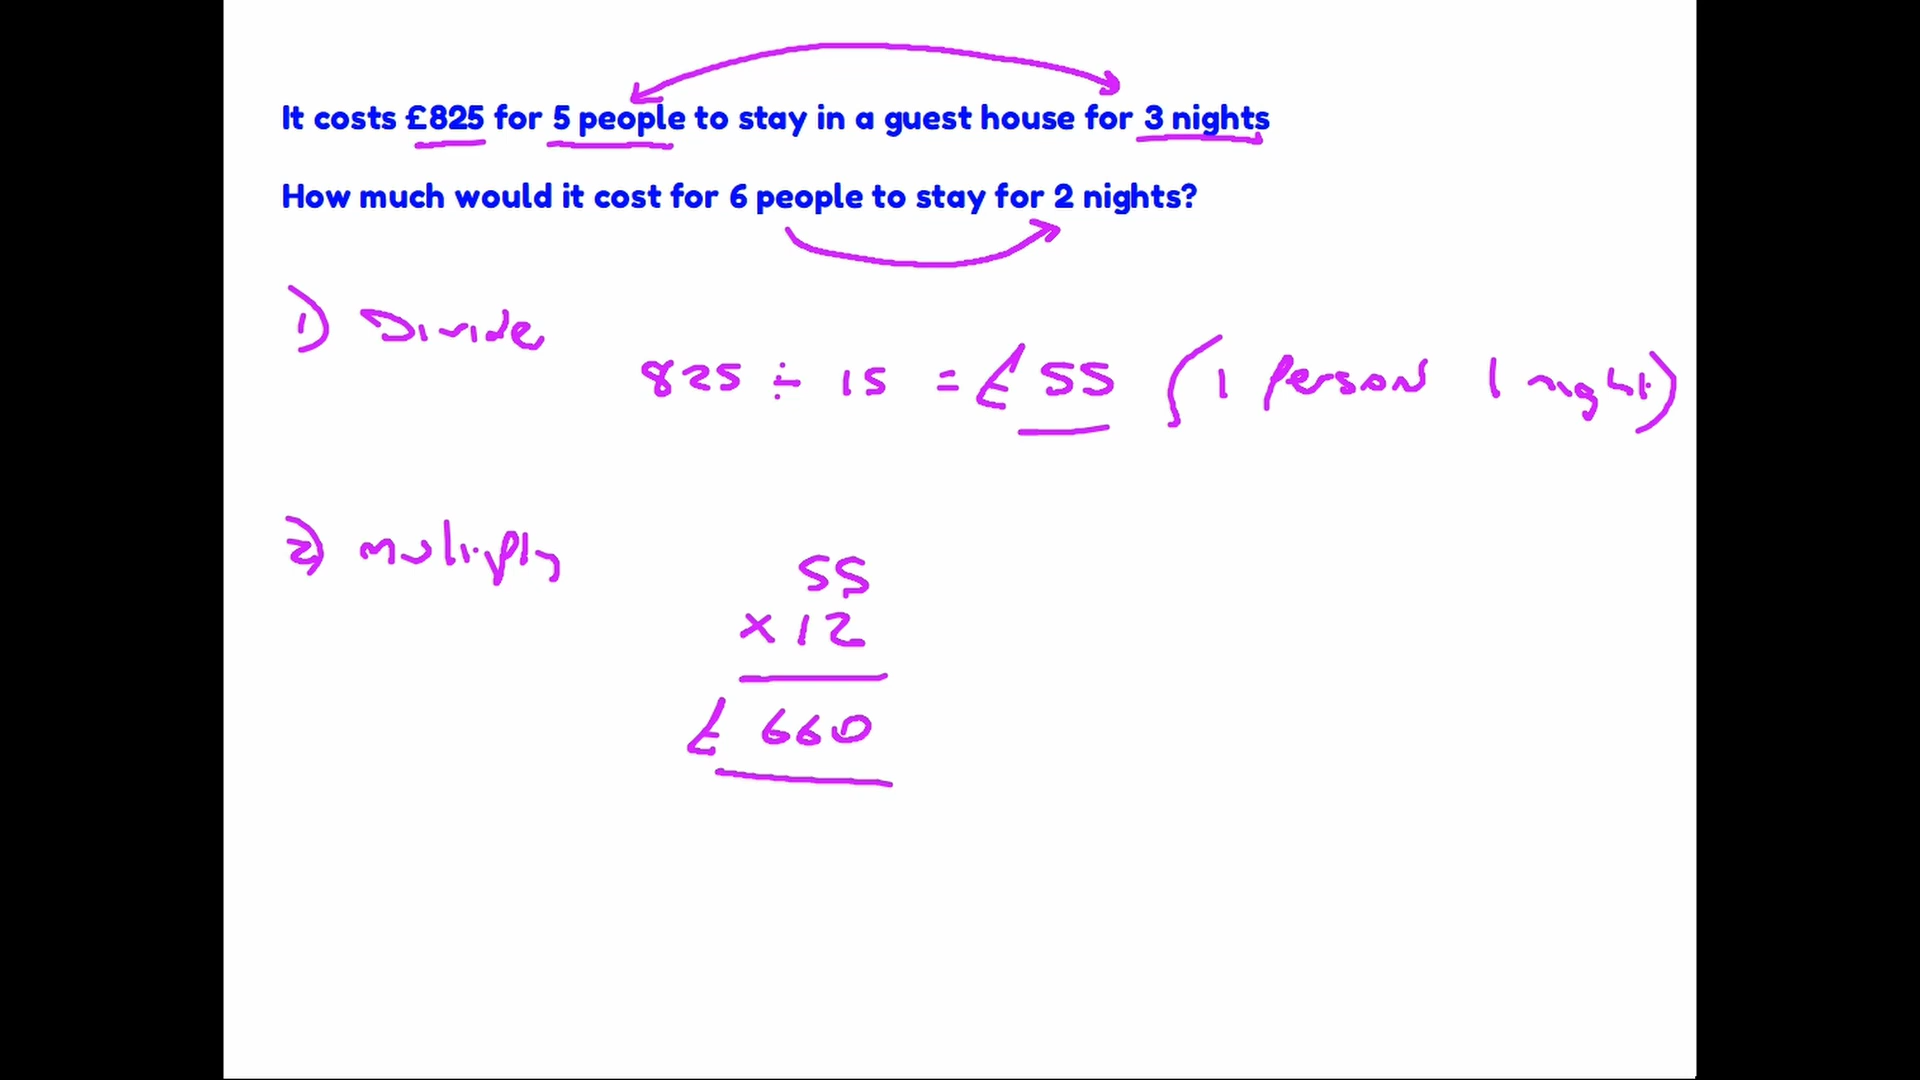 It costs £825 for 5 people to stay in a guest house for 3 nights
How much would it cost for 6 people to stay for 2 nights?
1) Divide
825 ÷ 15 = £55 (1 person 1 night)
2) multiply
55
× 12
£ 660